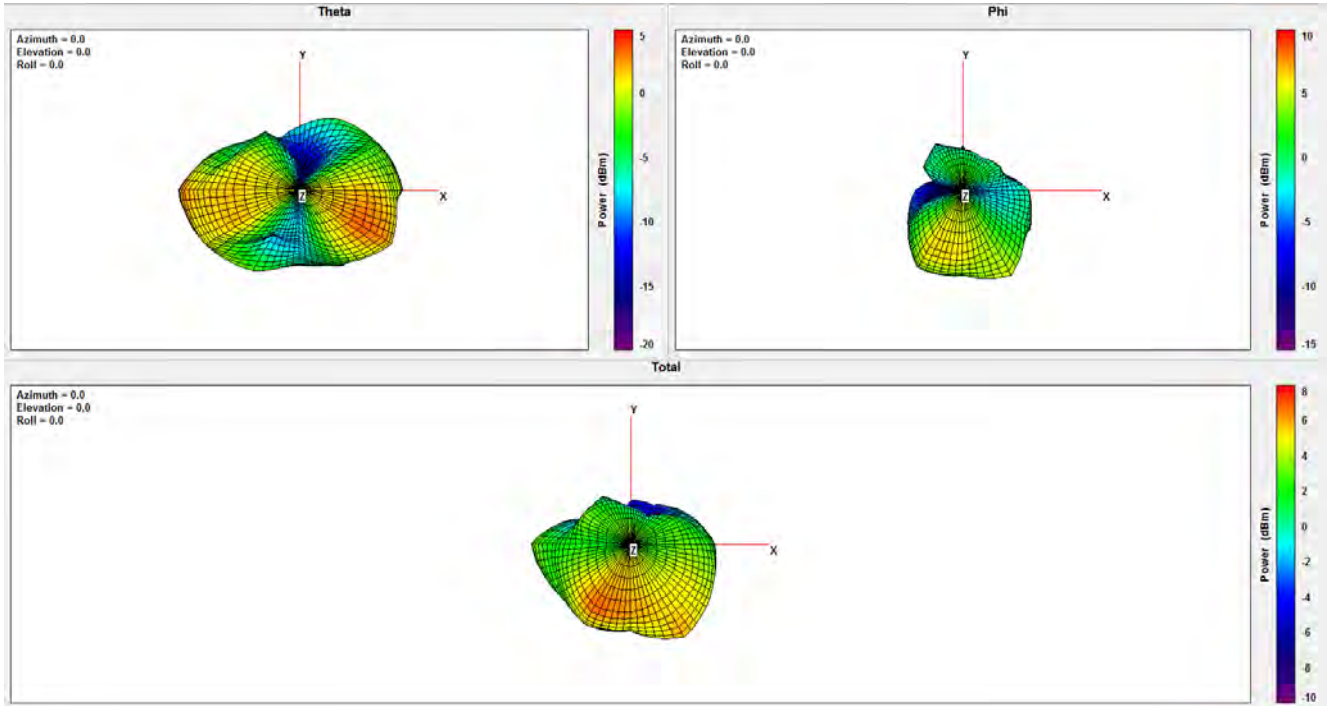 Theta
Azimuth = 0.0
Elevation = 0.0
Roll = 0.0
Y
X
Z
5
0
-5
-10
-15
-20
Power (dBm)
Phi
Azimuth = 0.0
Elevation = 0.0
Roll = 0.0
Y
X
Z
10
5
0
-5
-10
-15
Power (dBm)
Total
Azimuth = 0.0
Elevation = 0.0
Roll = 0.0
Y
X
Z
8
6
4
2
0
-2
-4
-6
-8
-10
Power (dBm)